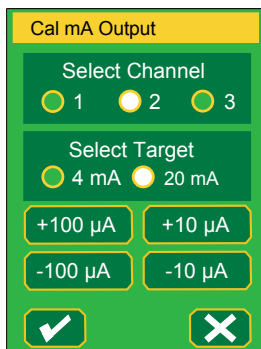 Cal mA Output
Select Channel
1 2 3
Select Target
4 mA 20 mA
+100 µA +10 µA
-100 µA -10 µA